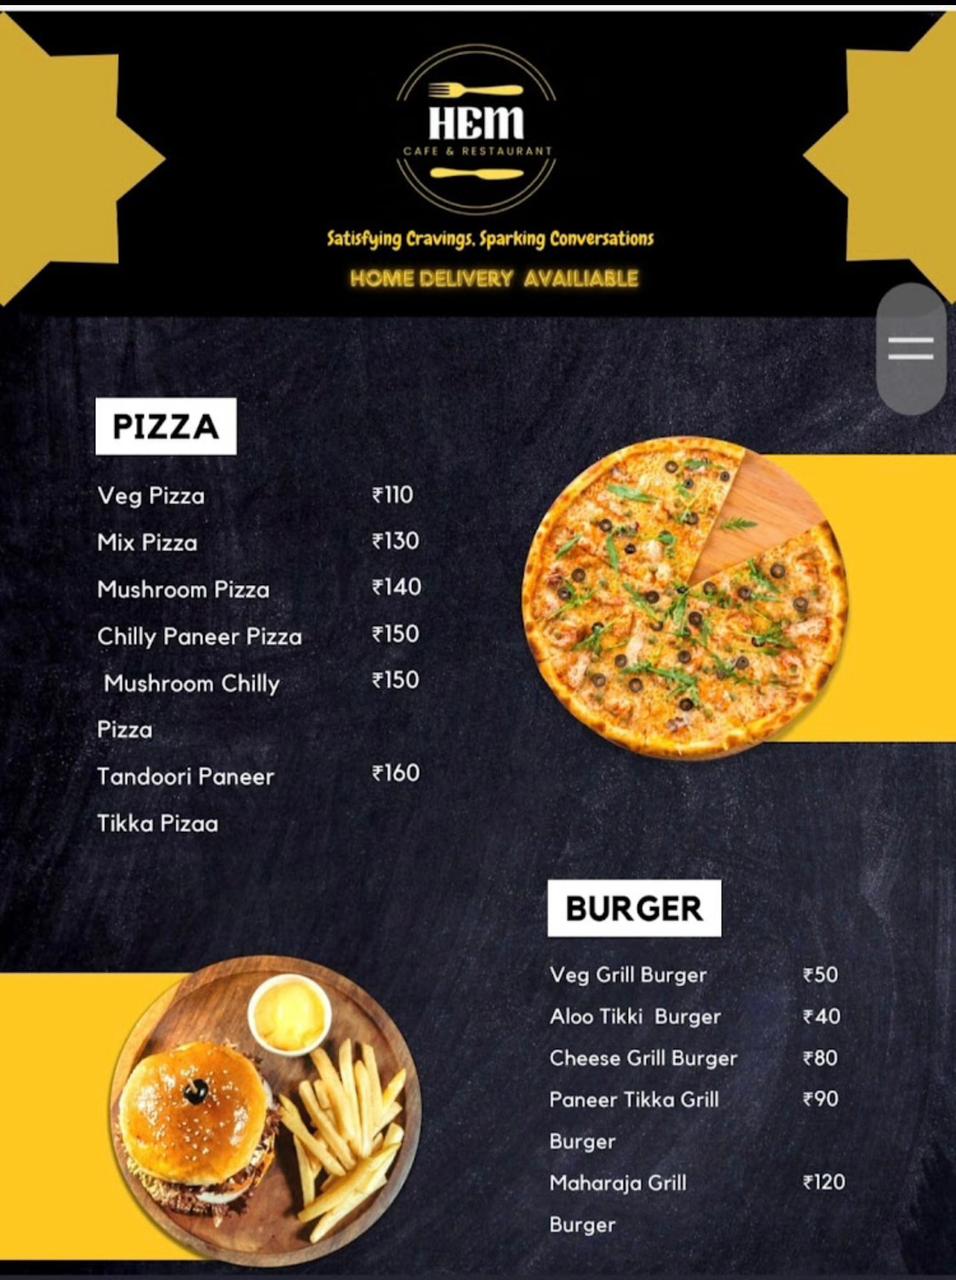 HEM
CAFE & RESTAURANT
Satisfying Cravings, Sparking Conversations
HOME DELIVERY AVAILIABLE
PIZZA
Veg Pizza ₹110
Mix Pizza ₹130
Mushroom Pizza ₹140
Chilly Paneer Pizza ₹150
Mushroom Chilly ₹150
Pizza
Tandoori Paneer ₹160
Tikka Pizaa
BURGER
Veg Grill Burger ₹50
Aloo Tikki Burger ₹40
Cheese Grill Burger ₹80
Paneer Tikka Grill ₹90
Burger
Maharaja Grill ₹120
Burger